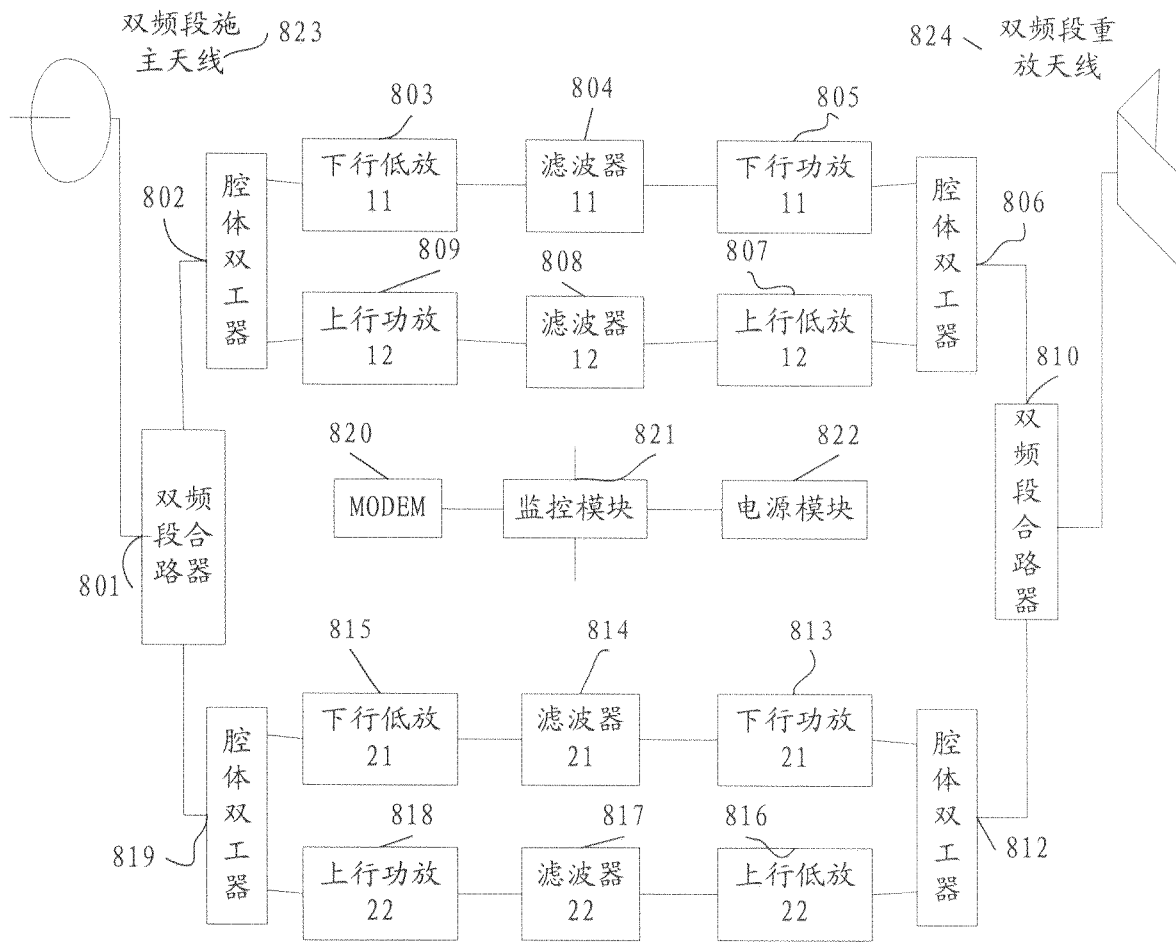 双频段施
主天线
823
824
双频段重
放天线
803
804
805
下行低放
11
滤波器
11
下行功放
11
腔体双工器
802
腔体双工器
806
809
808
807
上行功放
12
滤波器
12
上行低放
12
810
820
821
822
双频
段合
路器
801
MODEM
监控模块
电源模块
双频段合路器
815
814
813
下行低放
21
滤波器
21
下行功放
21
腔体双工器
819
腔体双工器
812
818
817
816
上行功放
22
滤波器
22
上行低放
22